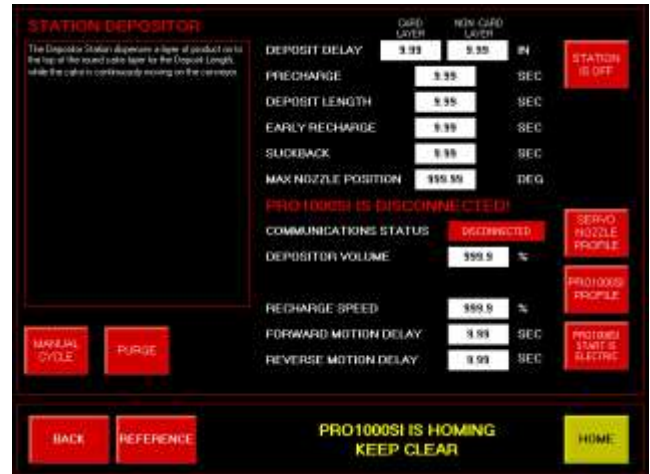 STATION DEPOSITOR
The Depositor Station dispenses a layer of product on to
the top of the round cake layer for the Deposit Length,
while the cake is continuously moving on the conveyor.
CARD LAYER
NON CARD LAYER
DEPOSIT DELAY 9.99 9.99 IN
PRECHARGE 9.99 SEC
DEPOSIT LENGTH 9.99 SEC
EARLY RECHARGE 9.99 SEC
SUCKBACK 9.99 SEC
MAX NOZZLE POSITION 999.99 DEG
STATION
IS OFF
PRO1000SI IS DISCONNECTED!
COMMUNICATIONS STATUS DISCONNECTED
DEPOSITOR VOLUME 999.9 %
RECHARGE SPEED 999.9 %
FORWARD MOTION DELAY 9.99 SEC
REVERSE MOTION DELAY 9.99 SEC
SERVO
NOZZLE
PROFILE
PRO1000SI
PROFILE
PRO1000SI
START IS
ELECTRIC
MANUAL
CYCLE
PURGE
BACK
REFERENCE
PRO1000SI IS HOMING
KEEP CLEAR
HOME